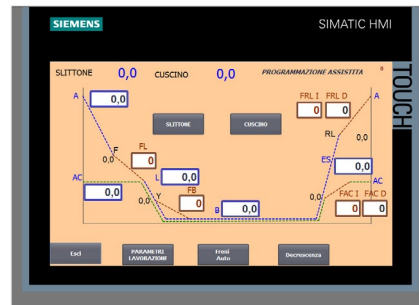 SIEMENS
SIMATIC HMI
TOUCH
SLITTONE 0,0 CUSCINO 0,0 PROGRAMMAZIONE ASSISTITA 6
A 0,0 FRL I FRL D A
0 0
SLITTONE CUSCINO
F FL RL 0,0
0,0 0 ES 0,0
AC L 0,0 AC
0,0 FB 0,0 FAC I FAC D
0,0 Y 0 B 0,0 0 0
Esci PARAMETRI LAVORAZIONE Freni Auto Decrescenza